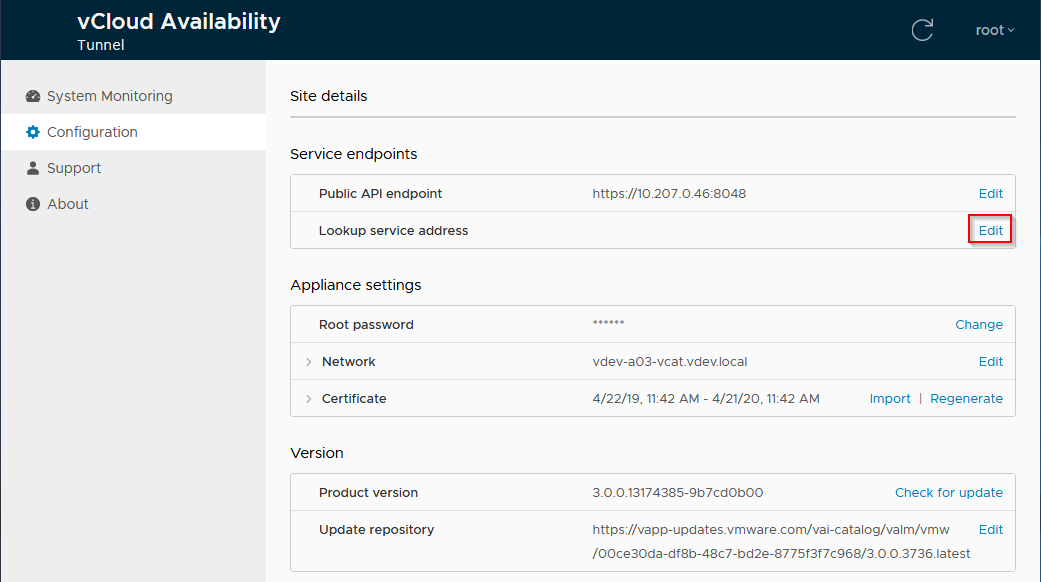 vCloud Availability
Tunnel
root
System Monitoring
Configuration
Support
About
Site details
Service endpoints
Public API endpoint https://10.207.0.46:8048 Edit
Lookup service address Edit
Appliance settings
Root password ****** Change
Network vdev-a03-vcat.vdev.local Edit
Certificate 4/22/19, 11:42 AM - 4/21/20, 11:42 AM Import | Regenerate
Version
Product version 3.0.0.13174385-9b7cd0b00 Check for update
Update repository https://vapp-updates.vmware.com/vai-catalog/valm/vmw Edit
/00ce30da-df8b-48c7-bd2e-8775f3f7c968/3.0.0.3736.latest